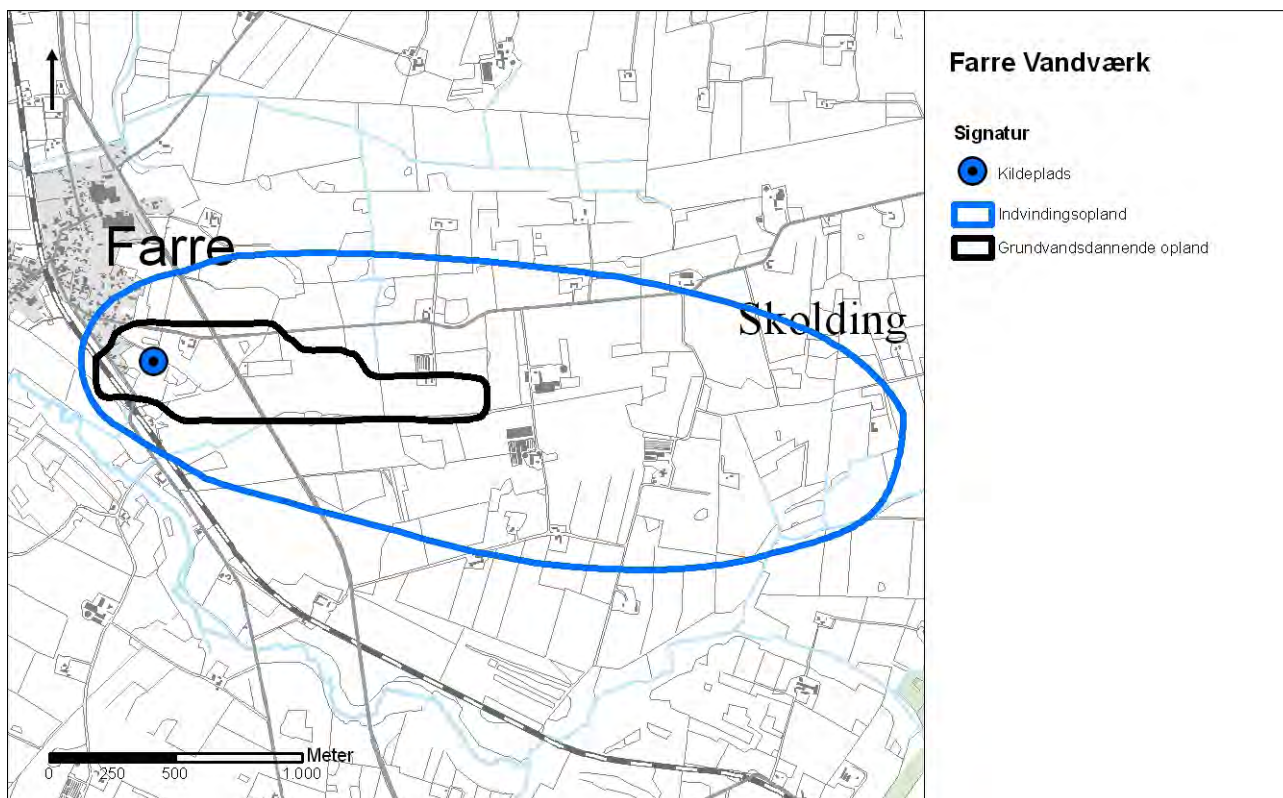 Farre Vandværk
Signatur
Kildeplads
Indvindingsopland
Grundvandsdannende opland
Farre
Skolding
Meter
0 250 500 1.000